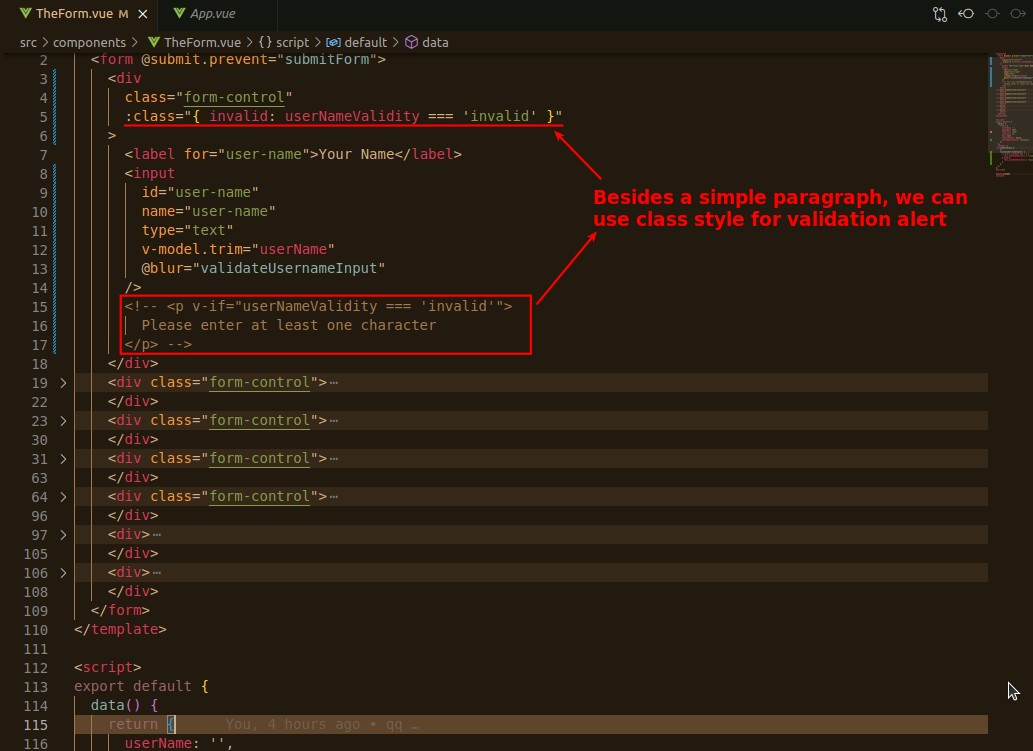 TheForm.vue M
App.vue
src > components > TheForm.vue > {} script > default > data
2 <form @submit.prevent="submitForm">
3 <div
4 class="form-control"
5 :class="{ invalid: userNameValidity === 'invalid' }"
6 >
7 <label for="user-name">Your Name</label>
8 <input
9 id="user-name"
10 name="user-name"
11 type="text"
12 v-model.trim="userName"
13 @blur="validateUsernameInput"
14 />
15 <!-- <p v-if="userNameValidity === 'invalid'">
16 Please enter at least one character
17 </p> -->
Besides a simple paragraph, we can
use class style for validation alert
18 </div>
19 > <div class="form-control">…
22 </div>
23 > <div class="form-control">…
30 </div>
31 > <div class="form-control">…
63 </div>
64 > <div class="form-control">…
96 </div>
97 > <div>…
105 </div>
106 > <div>…
108 </div>
109 </form>
110 </template>
111
112 <script>
113 export default {
114 data() {
115 return { You, 4 hours ago • qq …
116 userName: '',